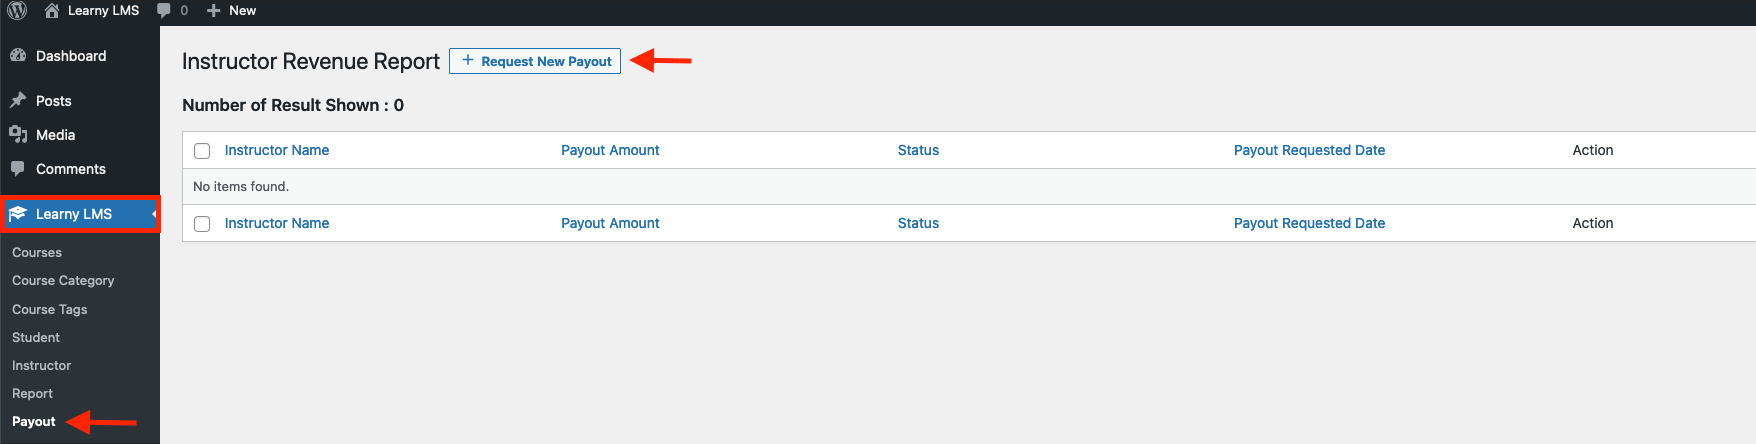 Learny LMS 0 + New
Dashboard
Posts
Media
Comments
Learny LMS
Courses
Course Category
Course Tags
Student
Instructor
Report
Payout
Instructor Revenue Report + Request New Payout
Number of Result Shown : 0
Instructor Name Payout Amount Status Payout Requested Date Action
No items found.
Instructor Name Payout Amount Status Payout Requested Date Action